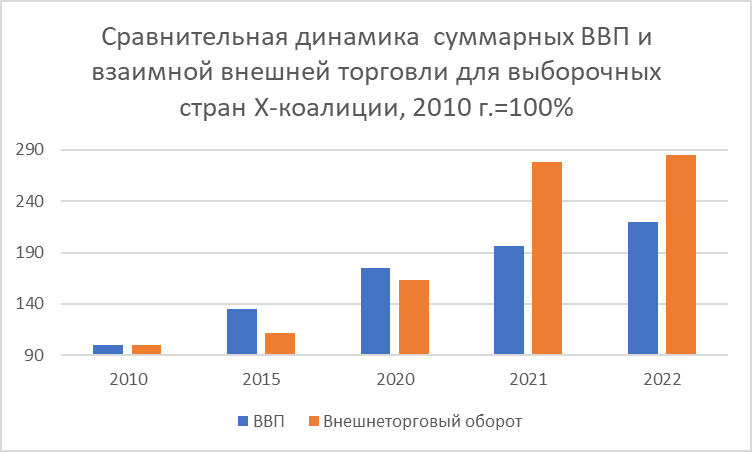 Сравнительная динамика  суммарных ВВП и
взаимной внешней торговли для выборочных
стран Х-коалиции, 2010 г.=100%
290
240
190
140
90
2010 2015 2020 2021 2022
ВВП Внешнеторговый оборот